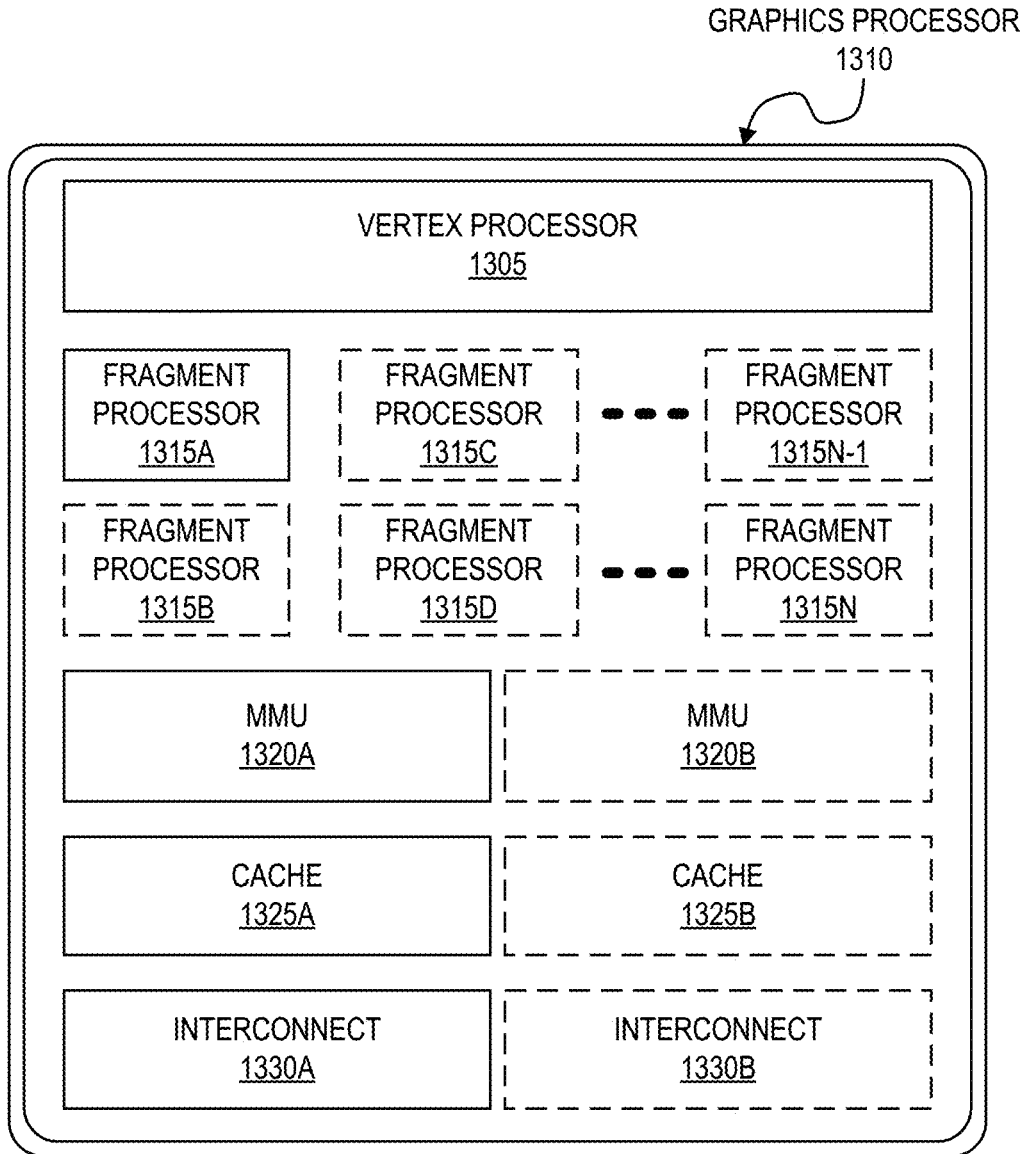 GRAPHICS PROCESSOR
1310
VERTEX PROCESSOR
1305
FRAGMENT
PROCESSOR
1315A
FRAGMENT
PROCESSOR
1315C
FRAGMENT
PROCESSOR
1315N-1
FRAGMENT
PROCESSOR
1315B
FRAGMENT
PROCESSOR
1315D
FRAGMENT
PROCESSOR
1315N
MMU
1320A
MMU
1320B
CACHE
1325A
CACHE
1325B
INTERCONNECT
1330A
INTERCONNECT
1330B